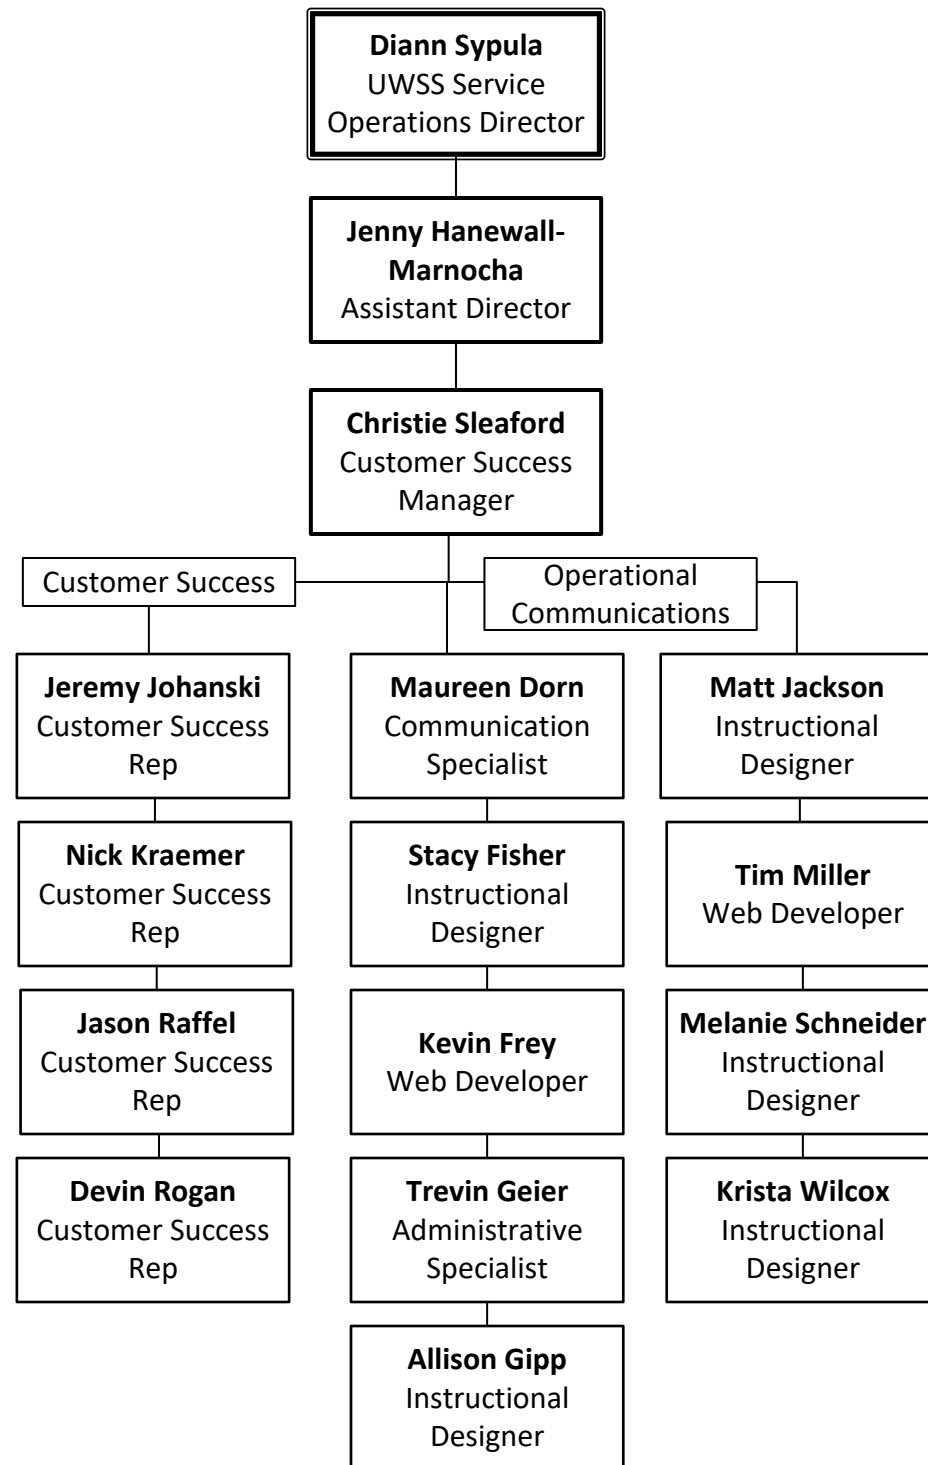 Diann Sypula
UWSS Service
Operations Director
Jenny Hanewall-
Marnocha
Assistant Director
Christie Sleaford
Customer Success
Manager
Customer Success
Operational
Communications
Jeremy Johanski
Customer Success
Rep
Nick Kraemer
Customer Success
Rep
Jason Raffel
Customer Success
Rep
Devin Rogan
Customer Success
Rep
Maureen Dorn
Communication
Specialist
Stacy Fisher
Instructional
Designer
Kevin Frey
Web Developer
Trevin Geier
Administrative
Specialist
Allison Gipp
Instructional
Designer
Matt Jackson
Instructional
Designer
Tim Miller
Web Developer
Melanie Schneider
Instructional
Designer
Krista Wilcox
Instructional
Designer